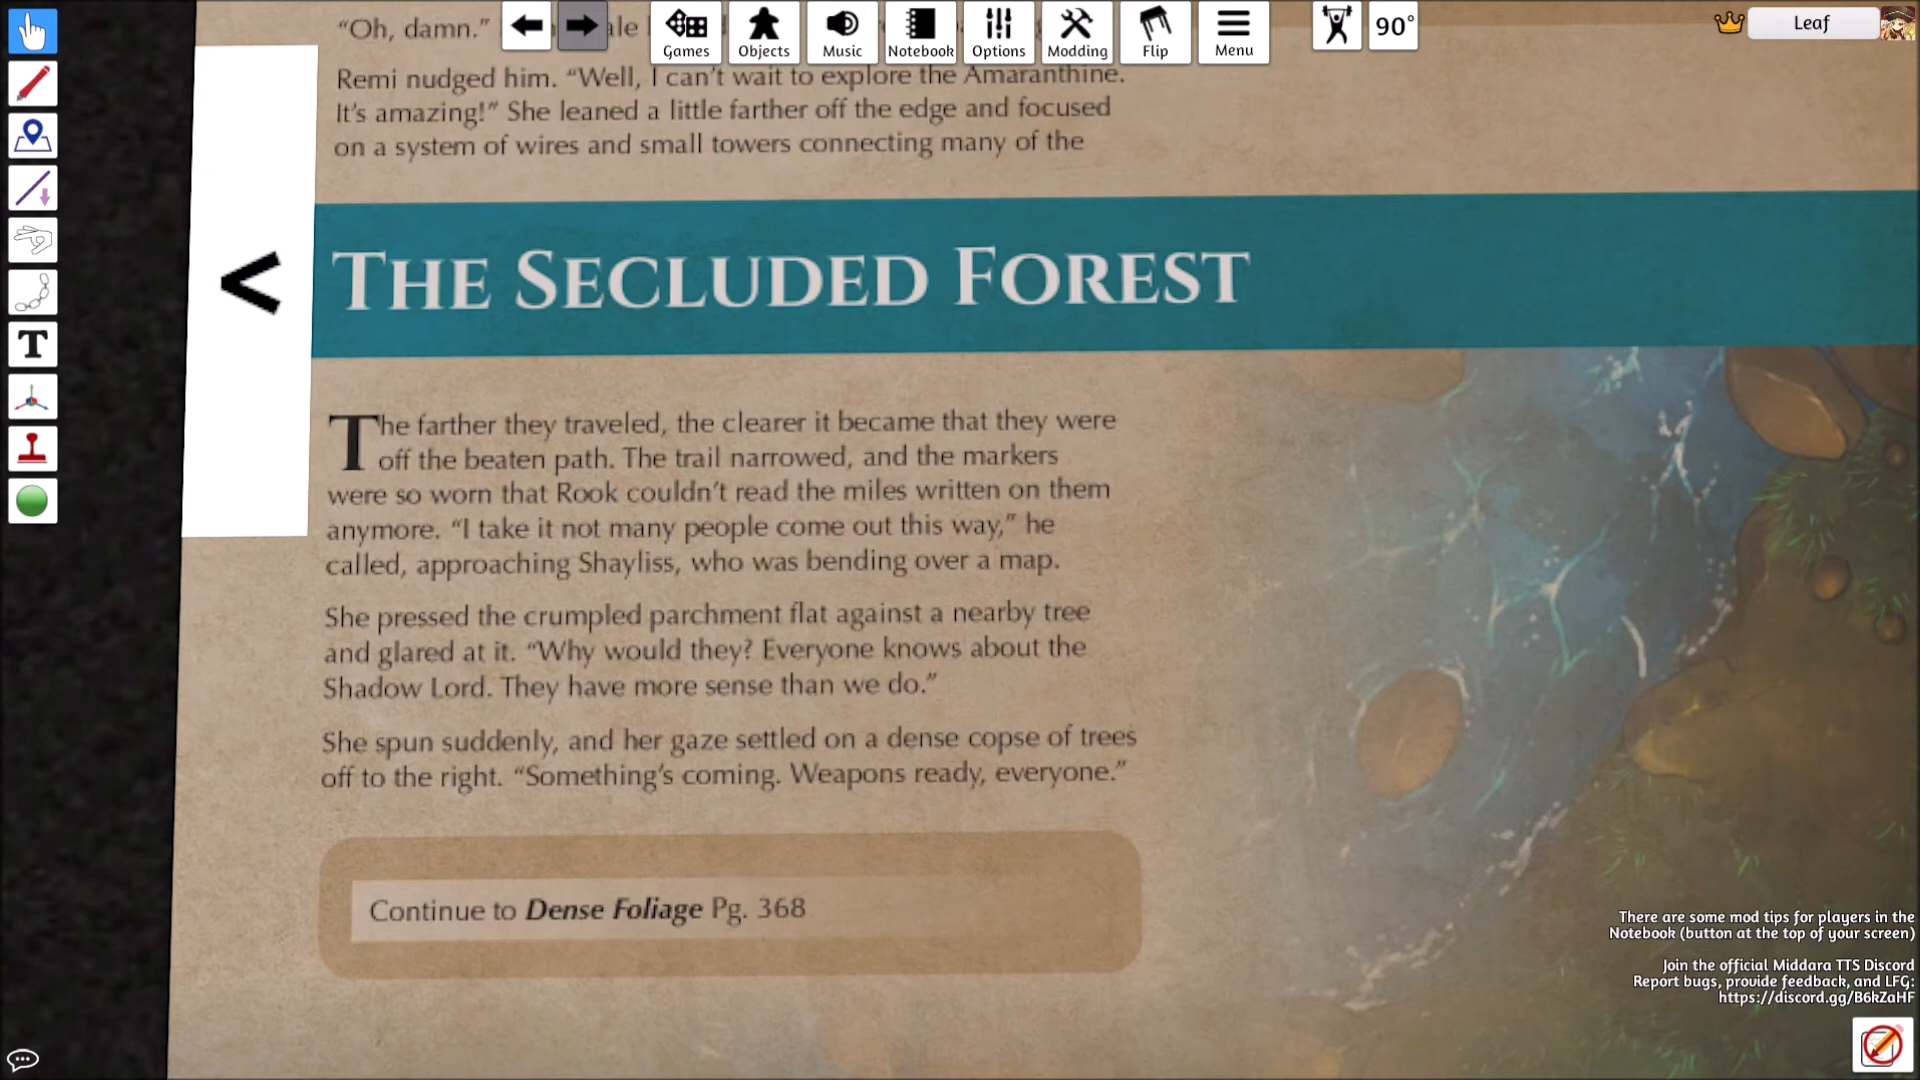 “Oh, damn.”
Games
Objects
Music
Notebook
Options
Modding
Flip
Menu
90°
Leaf
Remi nudged him. “Well, I can’t wait to explore the Amaranthine.
It’s amazing!” She leaned a little farther off the edge and focused
on a system of wires and small towers connecting many of the
<
THE SECLUDED FOREST
The farther they traveled, the clearer it became that they were
off the beaten path. The trail narrowed, and the markers
were so worn that Rook couldn’t read the miles written on them
anymore. “I take it not many people come out this way,” he
called, approaching Shayliss, who was bending over a map.
She pressed the crumpled parchment flat against a nearby tree
and glared at it. “Why would they? Everyone knows about the
Shadow Lord. They have more sense than we do.”
She spun suddenly, and her gaze settled on a dense copse of trees
off to the right. “Something’s coming. Weapons ready, everyone.”
Continue to Dense Foliage Pg. 368
There are some mod tips for players in the
Notebook (button at the top of your screen)
Join the official Middara TTS Discord
Report bugs, provide feedback, and LFG:
https://discord.gg/B6kZaHF
T